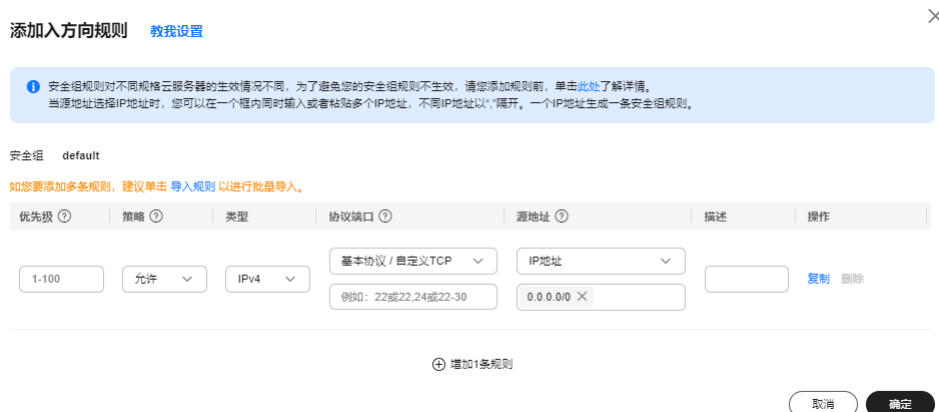 添加入方向规则 教我设置
安全组规则对不同规格云服务器的生效情况不同，为了避免您的安全组规则不生效，请您添加规则前，单击此处了解详情。
当源地址选择IP地址时，您可以在一个框内同时输入或者粘贴多个IP地址，不同IP地址以“,”隔开。一个IP地址生成一条安全组规则。
安全组 default
如您要添加多条规则，建议单击 导入规则 以进行批量导入。
优先级 策略 类型 协议端口 源地址 描述 操作
基本协议 / 自定义TCP IP地址
1-100 允许 IPv4 复制 删除
例如：22或22,24或22-30 0.0.0.0/0
增加1条规则
取消 确定